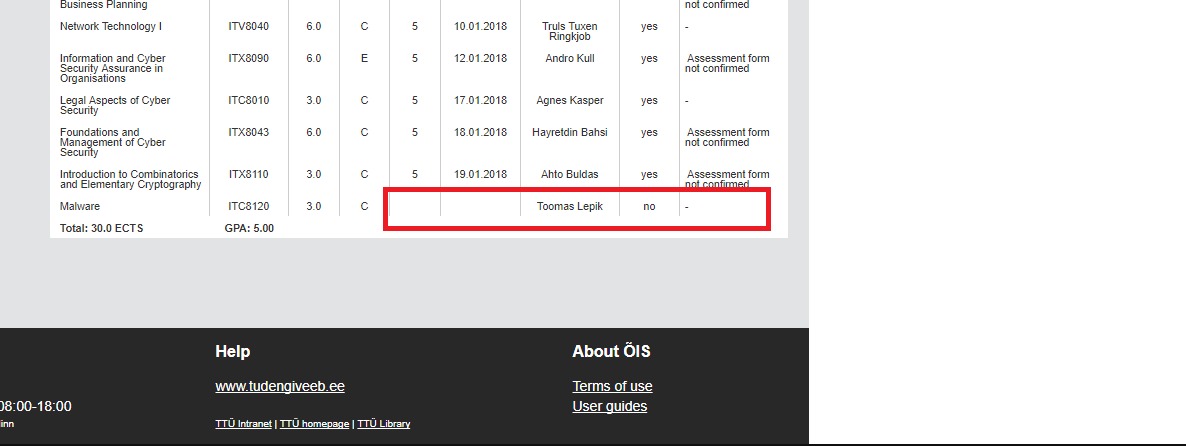 Business Planning not confirmed
Network Technology I ITV8040 6.0 C 5 10.01.2018 Truls Tuxen Ringkjob yes -
Information and Cyber Security Assurance in Organisations ITX8090 6.0 E 5 12.01.2018 Andro Kull yes Assessment form not confirmed
Legal Aspects of Cyber Security ITC8010 3.0 C 5 17.01.2018 Agnes Kasper yes -
Foundations and Management of Cyber Security ITX8043 6.0 C 5 18.01.2018 Hayretdin Bahsi yes Assessment form not confirmed
Introduction to Combinatorics and Elementary Cryptography ITX8110 3.0 C 5 19.01.2018 Ahto Buldas yes Assessment form not confirmed
Malware ITC8120 3.0 C Toomas Lepik no -
Total: 30.0 ECTS GPA: 5.00
Help
www.tudengiveeb.ee
TTÜ Intranet | TTÜ homepage | TTÜ Library
About ÕIS
Terms of use
User guides
08:00-18:00